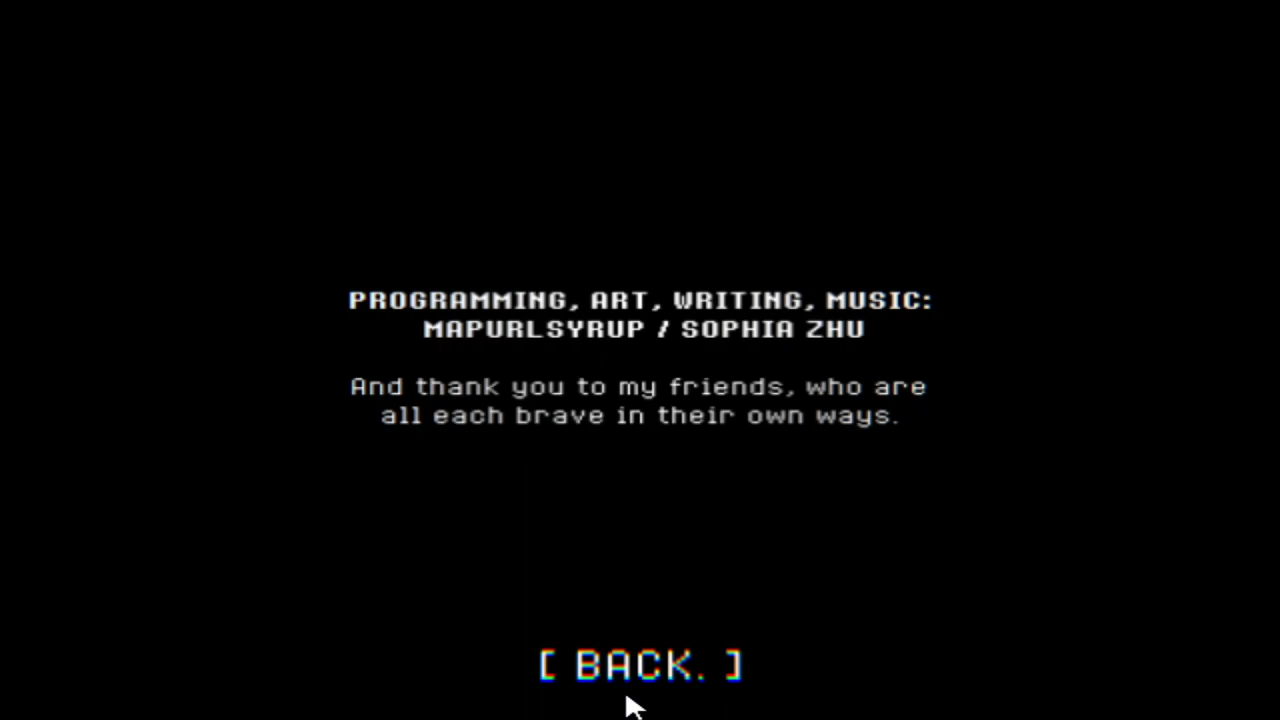 PROGRAMMING, ART, WRITING, MUSIC:
MAPURLSYRUP / SOPHIA ZHU
And thank you to my friends, who are
all each brave in their own ways.
[ BACK. ]